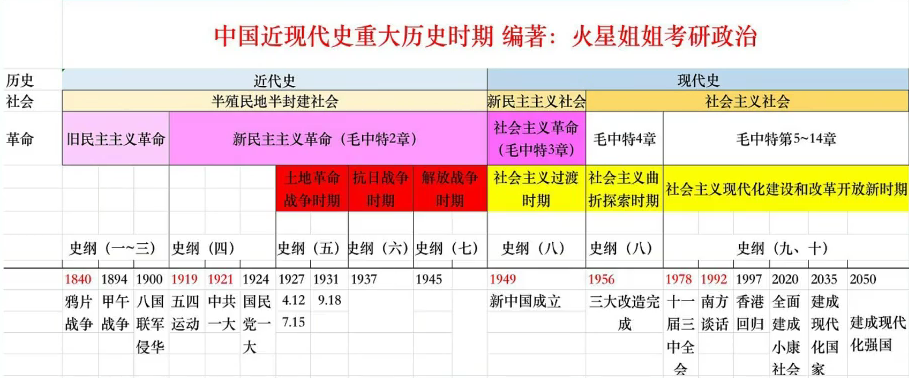 中国近现代史重大历史时期 编著：火星姐姐考研政治
历史 近代史 现代史
社会 半殖民地半封建社会 新民主主义社会 社会主义社会
革命 旧民主主义革命 新民主主义革命（毛中特2章） 社会主义革命（毛中特3章） 毛中特4章 毛中特第5~14章
土地革命战争时期 抗日战争时期 解放战争时期 社会主义过渡时期 社会主义曲折探索时期 社会主义现代化建设和改革开放新时期
史纲（一~三） 史纲（四） 史纲（五） 史纲（六） 史纲（七） 史纲（八） 史纲（八） 史纲（九、十）
1840 1894 1900 1919 1921 1924 1927 1931 1937 1945 1949 1956 1978 1992 1997 2020 2035 2050
鸦片战争 甲午战争 八国联军侵华 五四运动 中共一大 国民党一大 4.12 7.15 9.18 新中国成立 三大改造完成 十一届三中全会 南方谈话 香港回归 全面建成小康社会 建成现代化国家 建成现代化强国